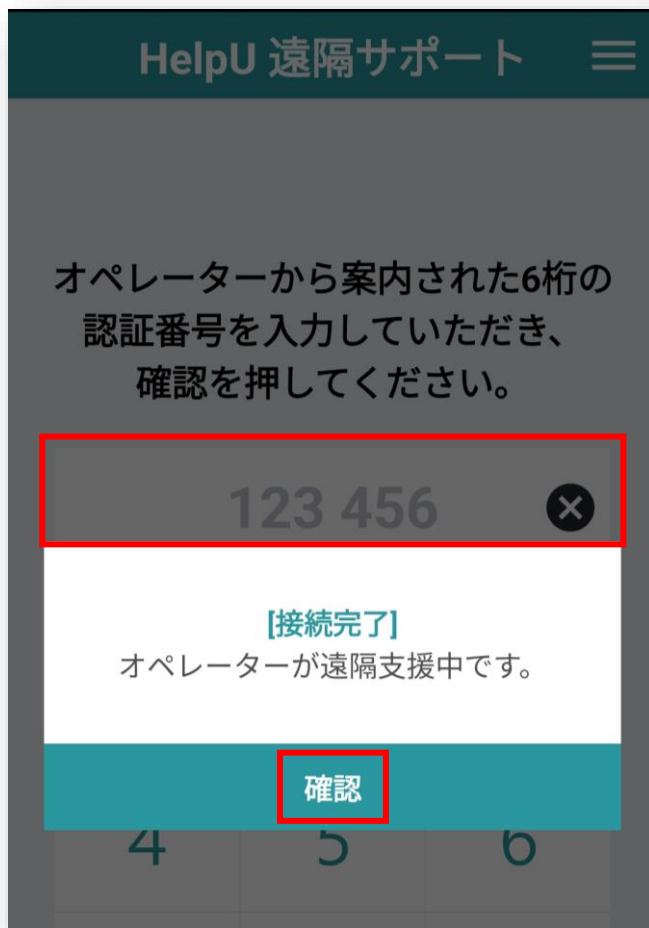 HelpU 遠隔サポート
オペレーターから案内された6桁の
認証番号を入力していただき、
確認を押してください。
123 456
[接続完了]
オペレーターが遠隔支援中です。
確認
4 5 6